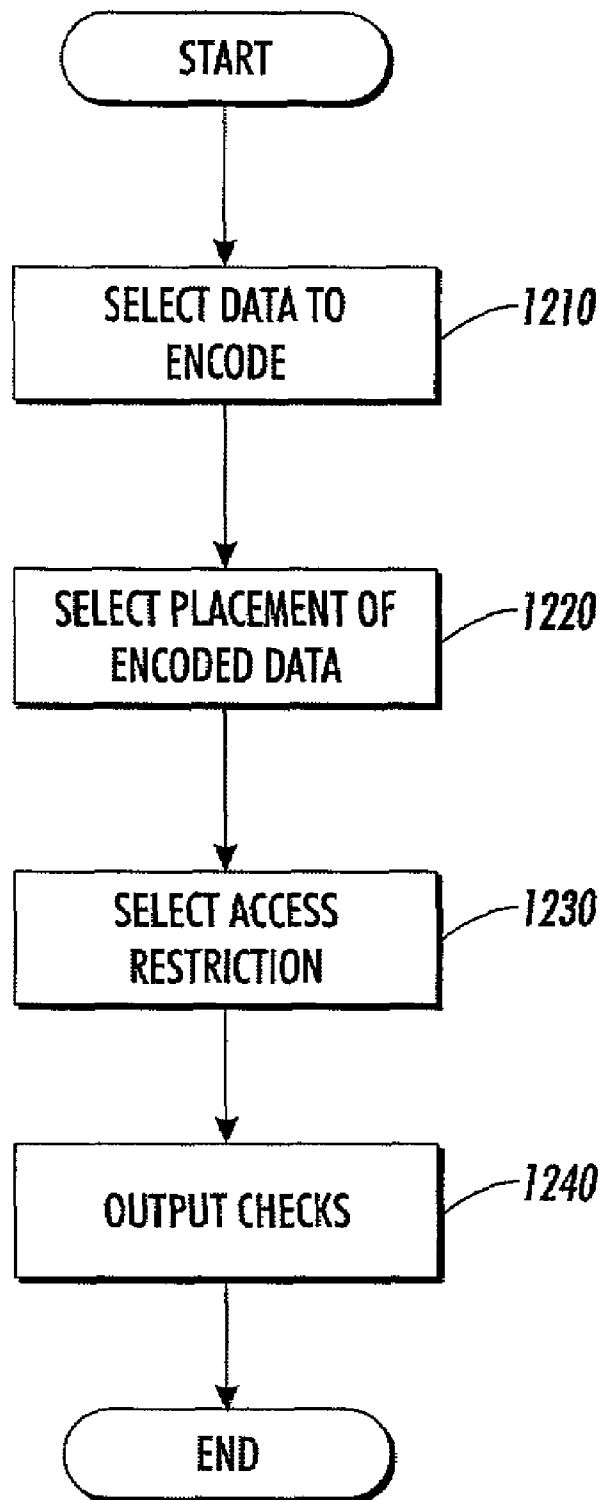 START
SELECT DATA TO
ENCODE
1210
SELECT PLACEMENT OF
ENCODED DATA
1220
SELECT ACCESS
RESTRICTION
1230
OUTPUT CHECKS
1240
END